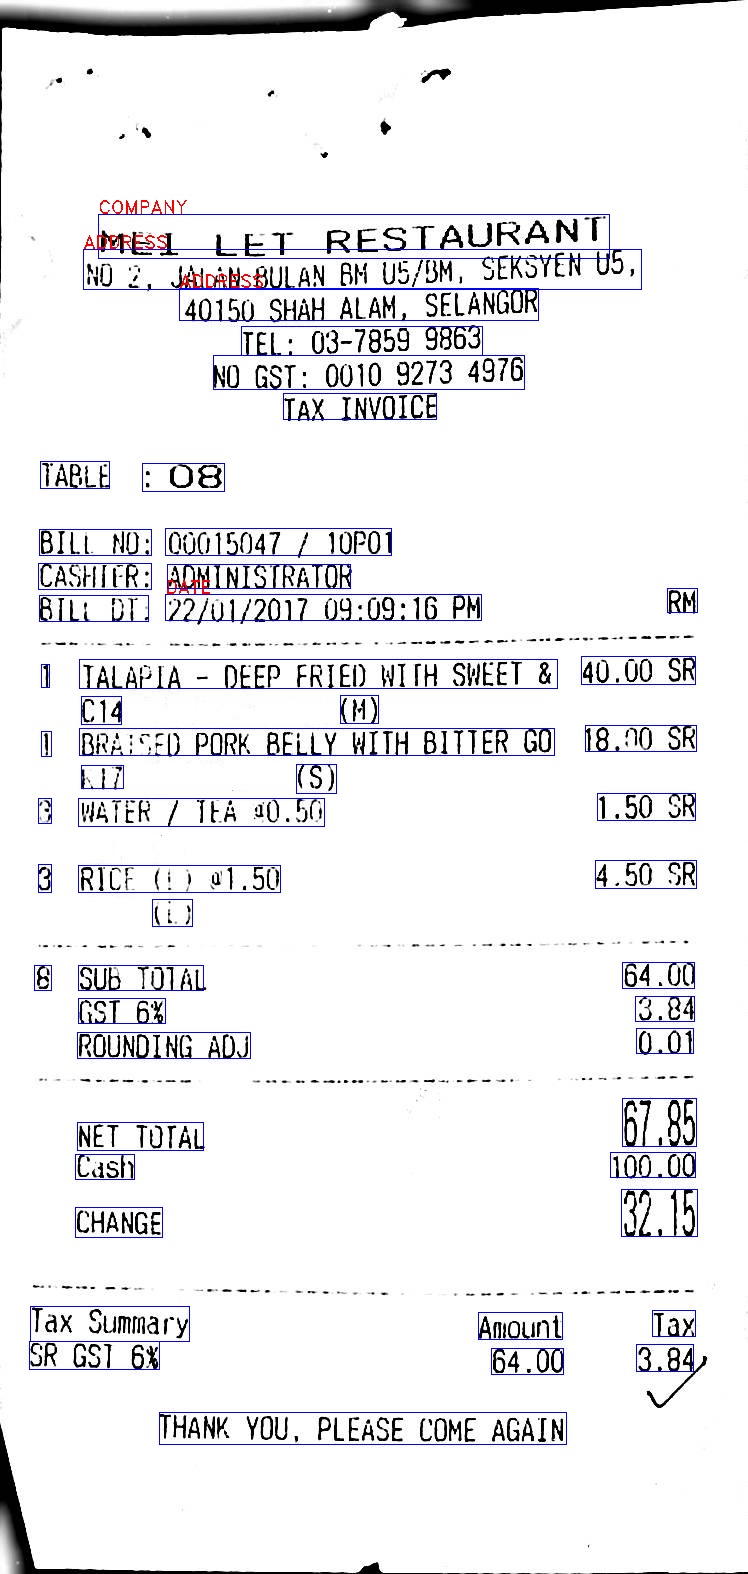 COMPANY
MEI LET RESTAURANT
ADDRESS
NO 2, JALAN BULAN BM U5/BM, SEKSYEN U5,
ADDRESS
40150 SHAH ALAM, SELANGOR
TEL: 03-7859 9863
NO GST: 0010 9273 4976
TAX INVOICE
TABLE : 08
BILL NO: 00015047 / 10P01
CASHIER: ADMINISTRATOR
DATE
BILL DT: 22/01/2017 09:09:16 PM RM
1 TALAPIA - DEEP FRIED WITH SWEET & 40.00 SR
C14 (M)
1 BRAISED PORK BELLY WITH BITTER GO 18.00 SR
K17 (S)
3 WATER / TEA @0.50 1.50 SR
3 RICE (L) @1.50 4.50 SR
(L)
8 SUB TOTAL 64.00
GST 6% 3.84
ROUNDING ADJ 0.01
NET TOTAL 67.85
Cash 100.00
CHANGE 32.15
Tax Summary Amount Tax
SR GST 6% 64.00 3.84
THANK YOU, PLEASE COME AGAIN